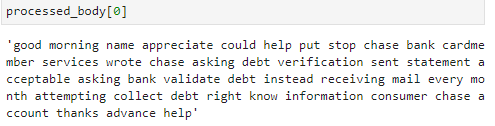 processed_body[0]
'good morning name appreciate could help put stop chase bank cardme
mber services wrote chase asking debt verification sent statement a
cceptable asking bank validate debt instead receiving mail every mo
nth attempting collect debt right know information consumer chase a
ccount thanks advance help'